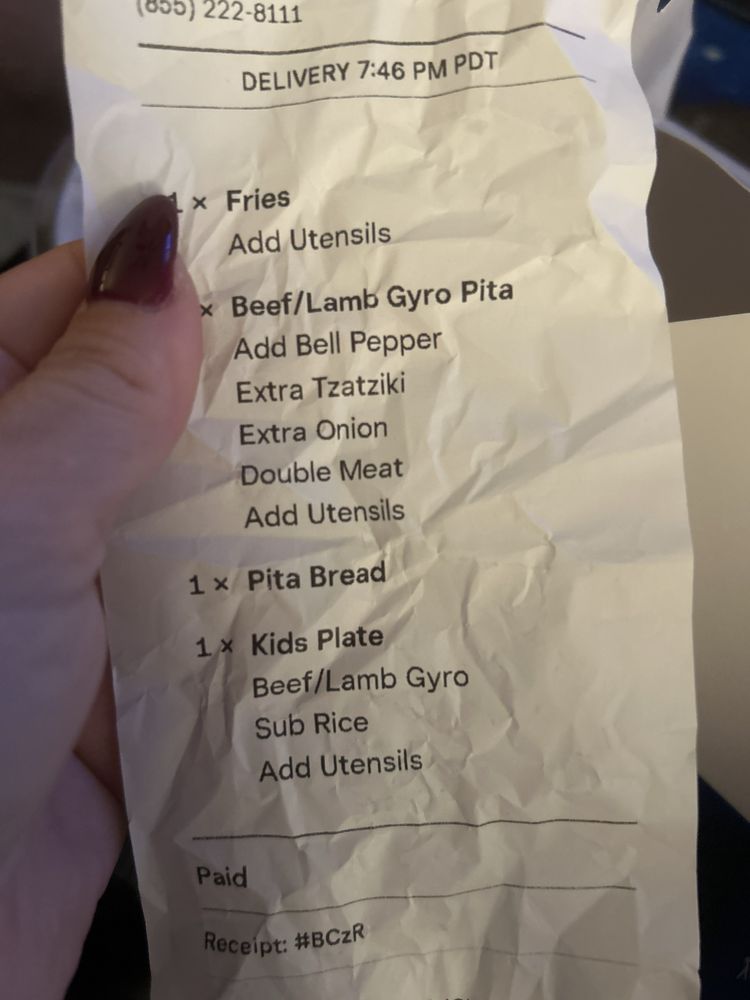 (855) 222-8111
DELIVERY 7:46 PM PDT
1 × Fries
Add Utensils
× Beef/Lamb Gyro Pita
Add Bell Pepper
Extra Tzatziki
Extra Onion
Double Meat
Add Utensils
1 × Pita Bread
1 × Kids Plate
Beef/Lamb Gyro
Sub Rice
Add Utensils
Paid
Receipt: #BCzR